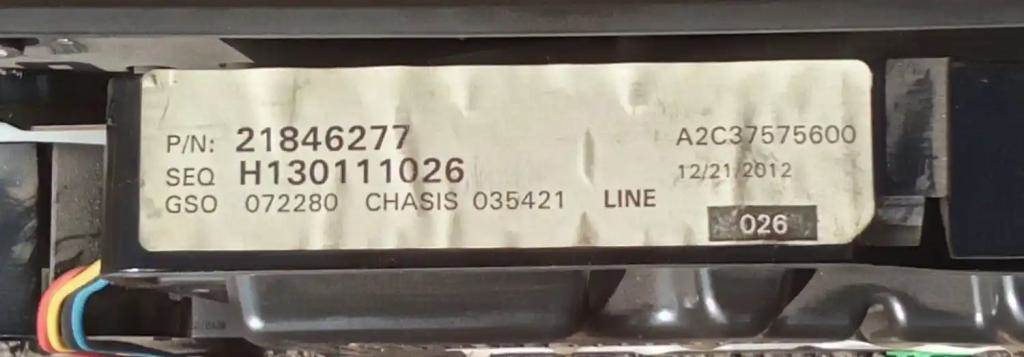 P/N: 21846277
SEQ H130111026
GSO 072280 CHASIS 035421 LINE
A2C37575600
12/21/2012
026